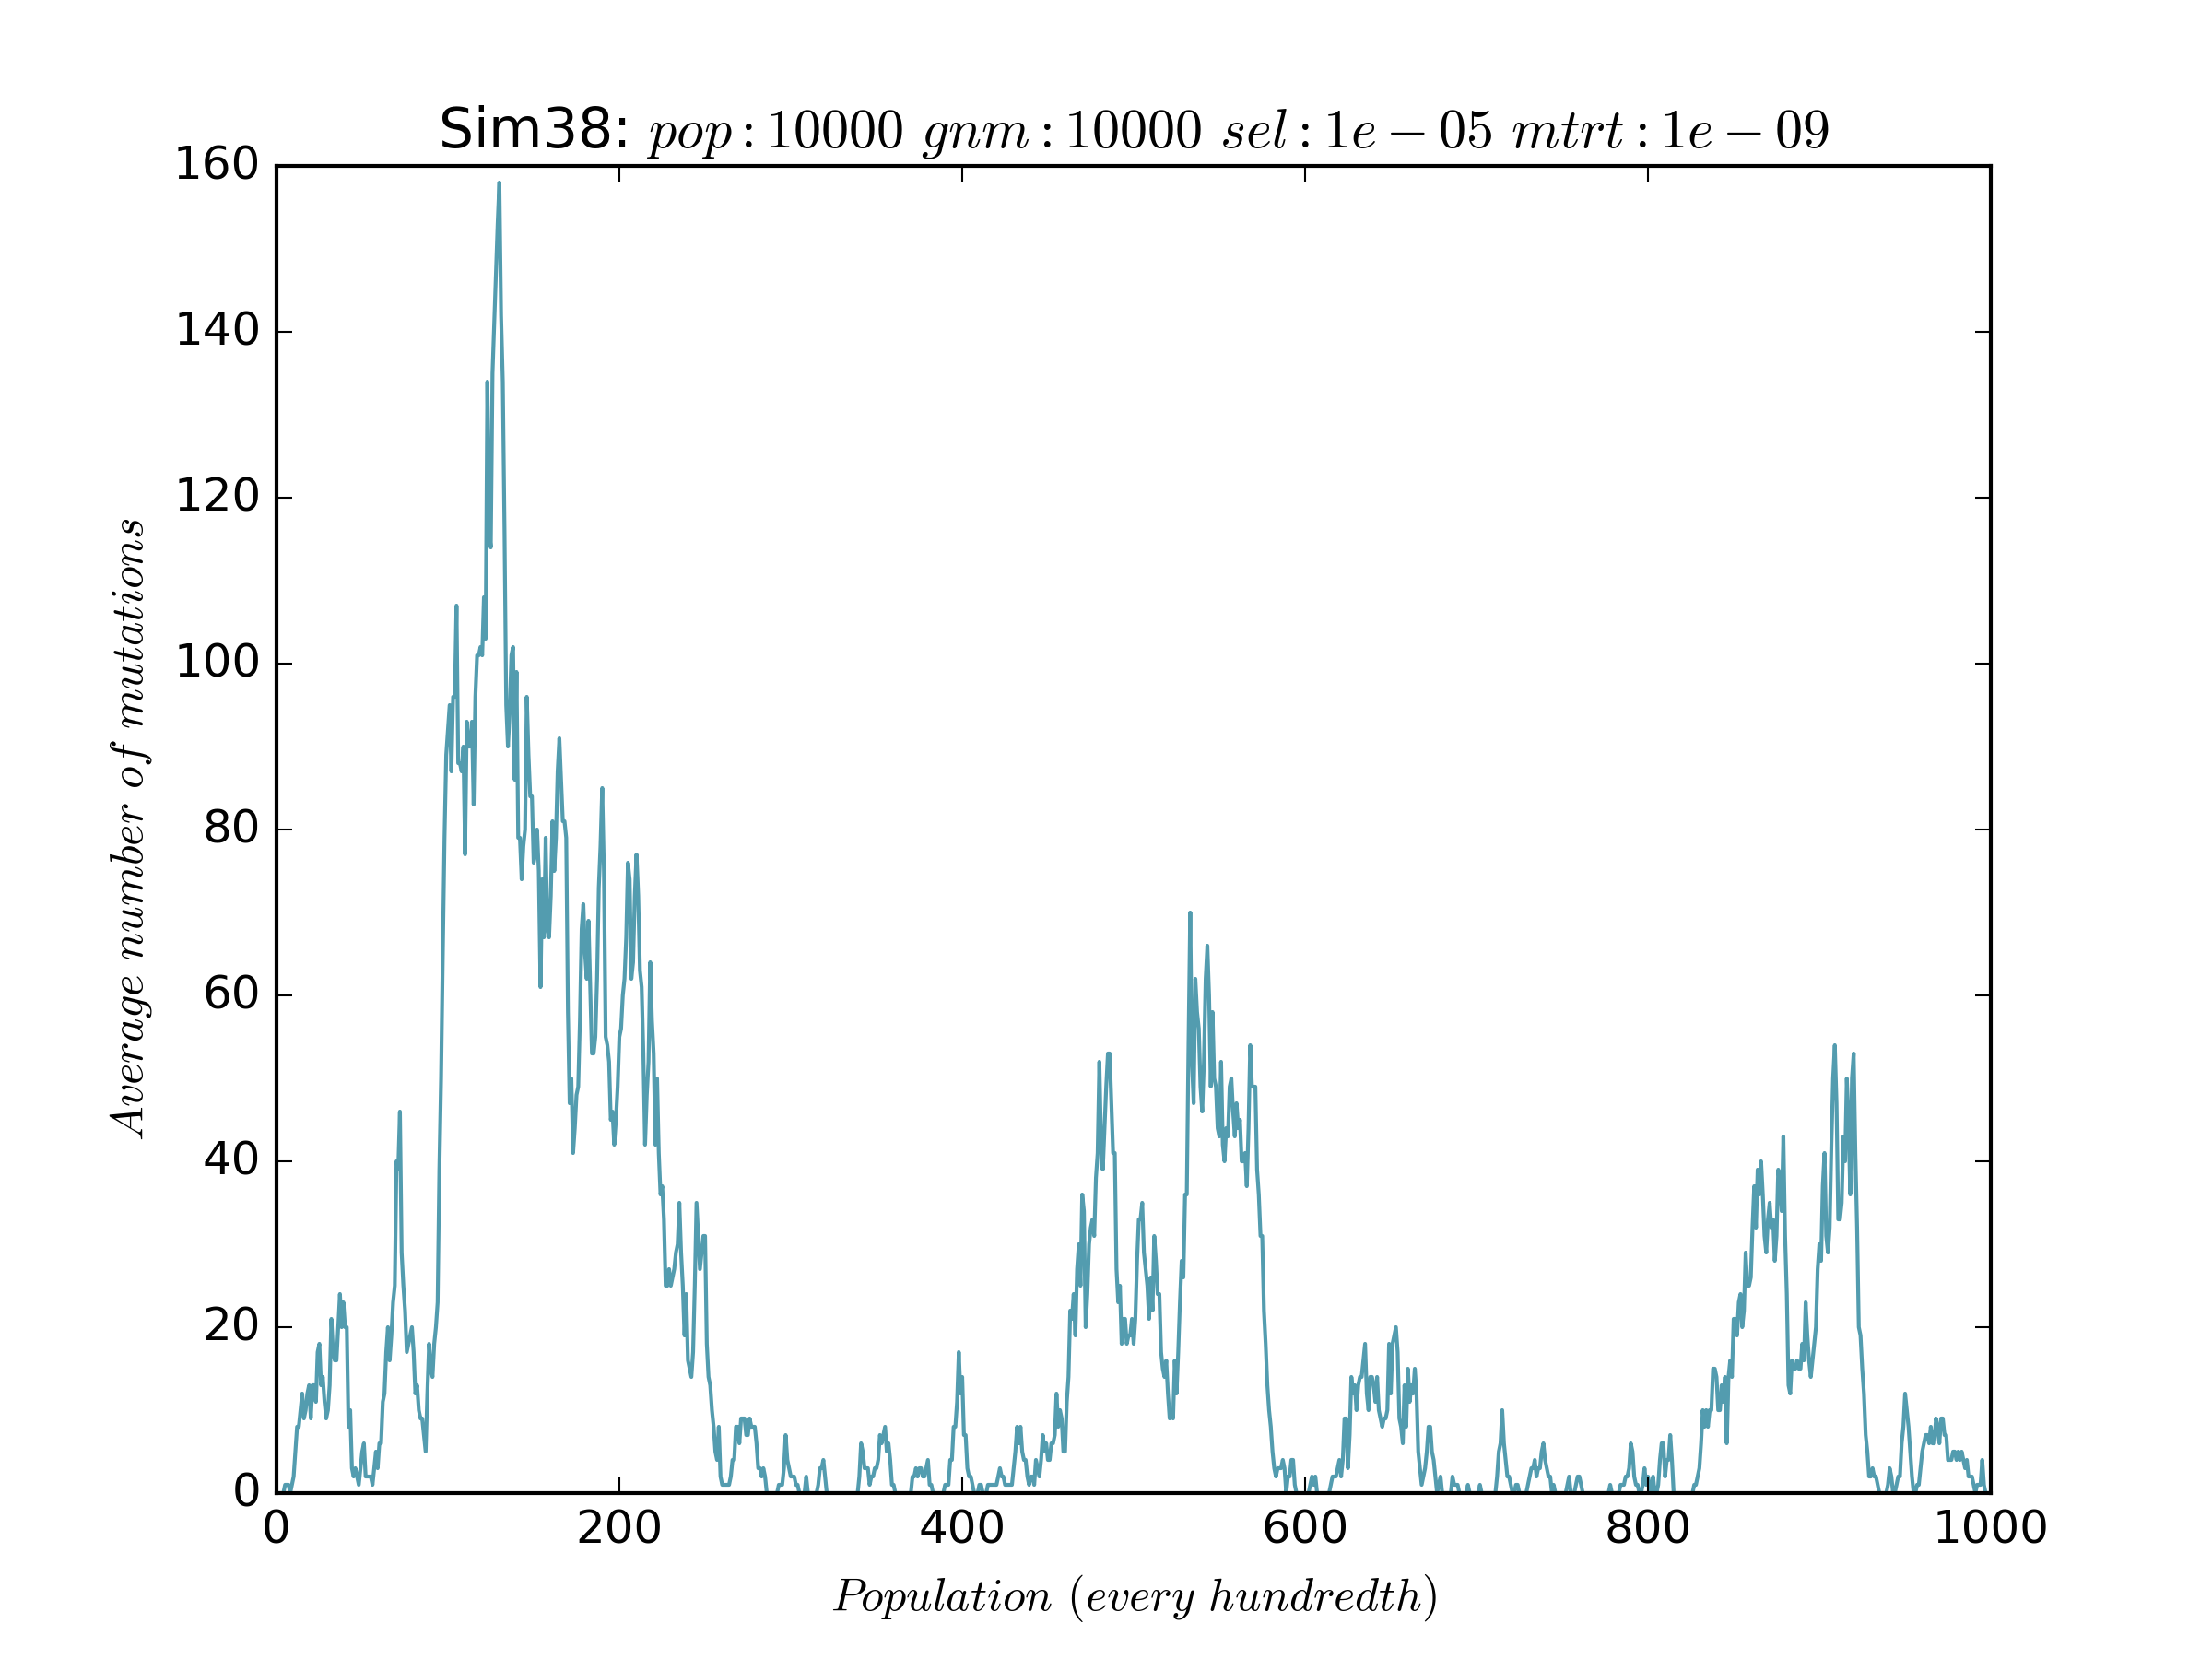 Sim38: pop : 10000 gnm : 10000 sel : 1e − 05 mtrt : 1e − 09
160
140
120
100
80
60
40
20
0
Average number of mutations
0 200 400 600 800 1000
Population (every hundredth)